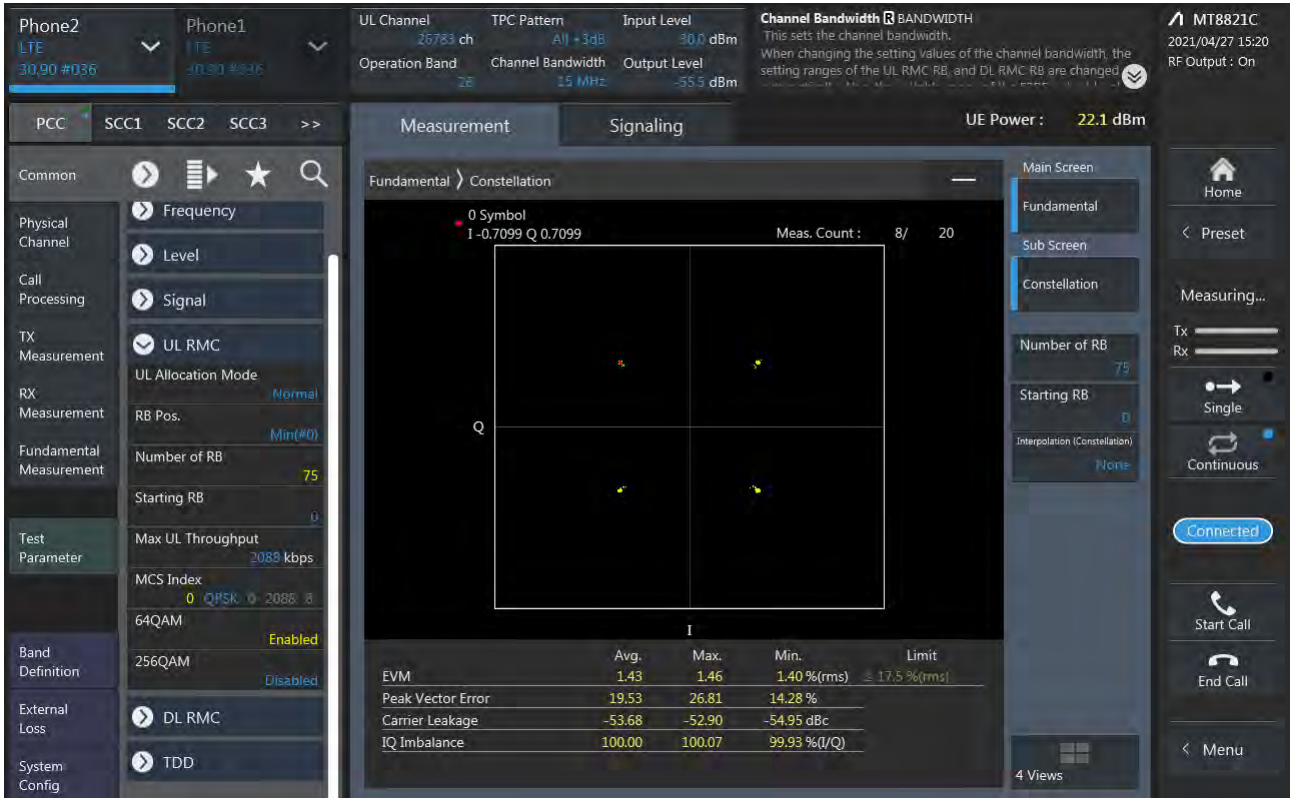 Phone2
LTE
30.90 #036
Phone1
LTE
30.90 #036
UL Channel
26783 ch
Operation Band
26
TPC Pattern
All +3dB
Channel Bandwidth
15 MHz
Input Level
30.0 dBm
Output Level
-55.5 dBm
Channel Bandwidth R BANDWIDTH
This sets the channel bandwidth.
When changing the setting values of the channel bandwidth, the
setting ranges of the UL RMC RB, and DL RMC RB are changed
MT8821C
2021/04/27 15:20
RF Output : On
PCC
SCC1
SCC2
SCC3
>>
Measurement
Signaling
UE Power : 22.1 dBm
Common
Physical
Channel
Call
Processing
TX
Measurement
RX
Measurement
Fundamental
Measurement
Test
Parameter
Band
Definition
External
Loss
System
Config
Frequency
Level
Signal
UL RMC
UL Allocation Mode
Normal
RB Pos.
Min(#0)
Number of RB
75
Starting RB
0
Max UL Throughput
2088 kbps
MCS Index
0 QPSK 0 2088 8
64QAM
Enabled
256QAM
Disabled
DL RMC
TDD
Fundamental 〉 Constellation
0 Symbol
I -0.7099 Q 0.7099
Meas. Count : 8/ 20
Q
I
Avg. Max. Min. Limit
EVM 1.43 1.46 1.40 %(rms) ≤ 17.5 %(rms)
Peak Vector Error 19.53 26.81 14.28 %
Carrier Leakage -53.68 -52.90 -54.95 dBc
IQ Imbalance 100.00 100.07 99.93 %(I/Q)
Main Screen
Fundamental
Sub Screen
Constellation
Number of RB
75
Starting RB
0
Interpolation (Constellation)
None
4 Views
Home
< Preset
Measuring...
Tx
Rx
Single
Continuous
Connected
Start Call
End Call
< Menu